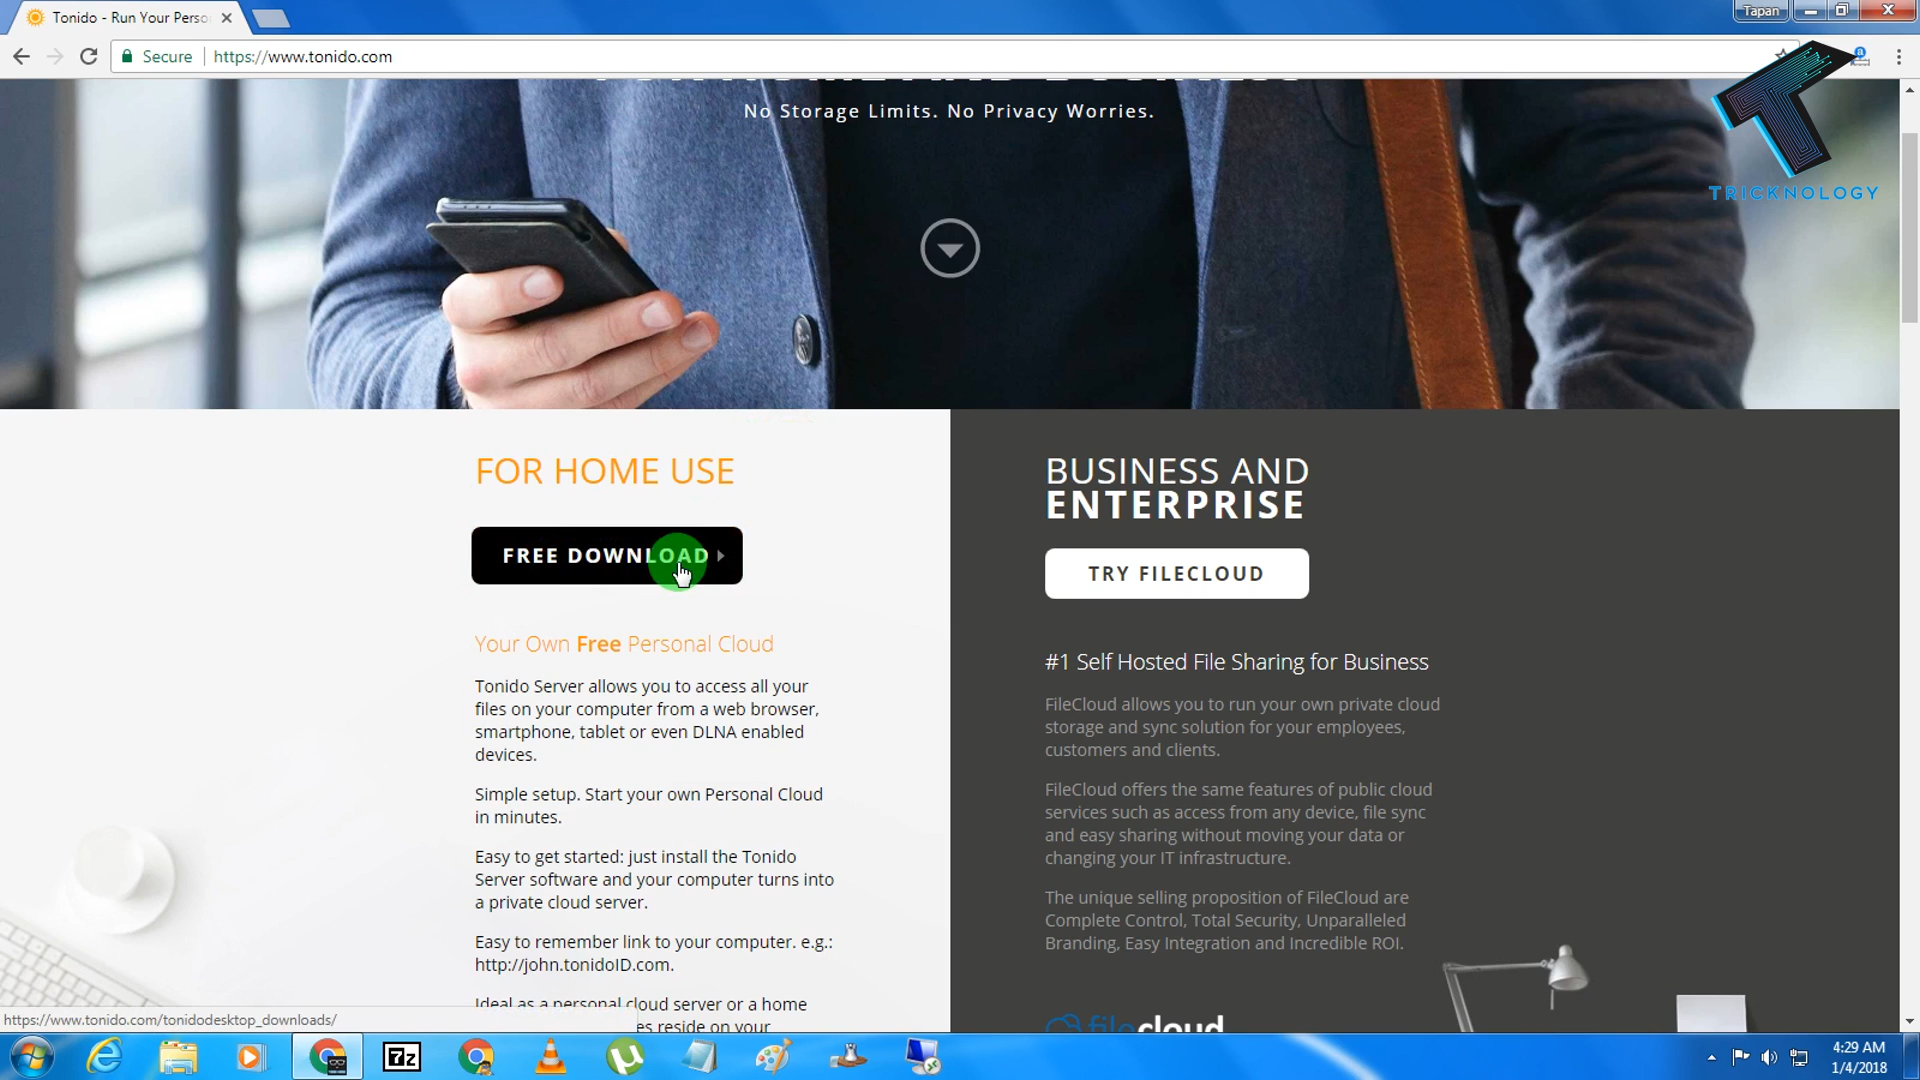 Tonido - Run Your Perso
Tapan
Secure
https://www.tonido.com
No Storage Limits. No Privacy Worries.
TRICKNOLOGY
FOR HOME USE
FREE DOWNLOAD
Your Own Free Personal Cloud
Tonido Server allows you to access all your
files on your computer from a web browser,
smartphone, tablet or even DLNA enabled
devices.
Simple setup. Start your own Personal Cloud
in minutes.
Easy to get started: just install the Tonido
Server software and your computer turns into
a private cloud server.
Easy to remember link to your computer. e.g.:
http://john.tonidoID.com.
Ideal as a personal cloud server or a home
es reside on your
BUSINESS AND
ENTERPRISE
TRY FILECLOUD
#1 Self Hosted File Sharing for Business
FileCloud allows you to run your own private cloud
storage and sync solution for your employees,
customers and clients.
FileCloud offers the same features of public cloud
services such as access from any device, file sync
and easy sharing without moving your data or
changing your IT infrastructure.
The unique selling proposition of FileCloud are
Complete Control, Total Security, Unparalleled
Branding, Easy Integration and Incredible ROI.
filecloud
https://www.tonido.com/tonidodesktop_downloads/
7z
4:29 AM
1/4/2018